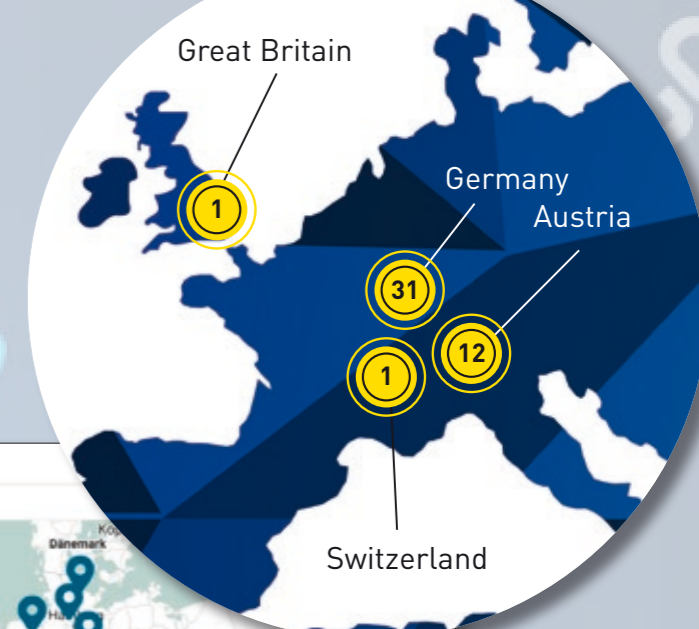 Great Britain
1
Germany
Austria
31
12
1
Switzerland
Dänemark